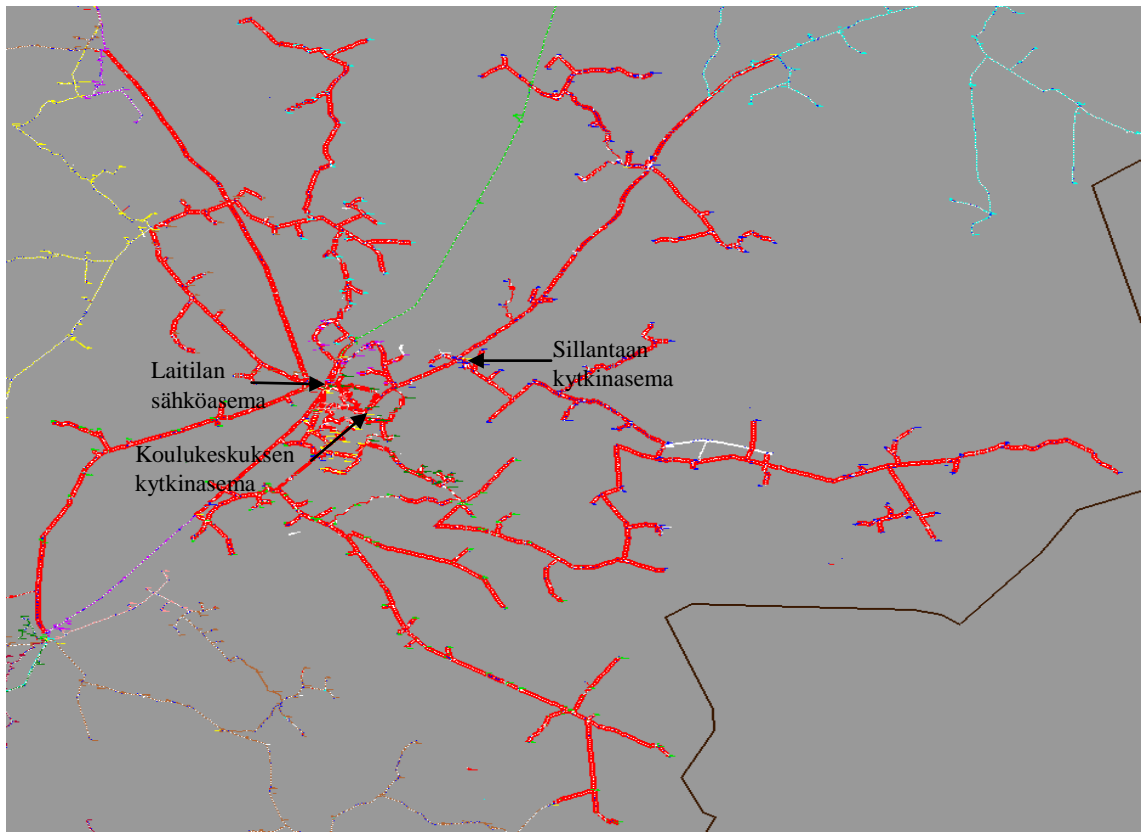 Sillantaan
kytkinasema
Laitilan
sähköasema
Koulukeskuksen
kytkinasema